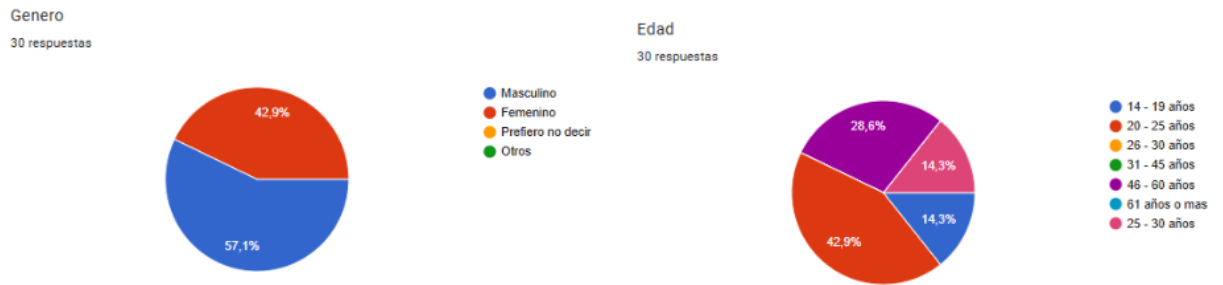 Genero
30 respuestas
42,9%
57,1%
Masculino
Femenino
Prefiero no decir
Otros
Edad
30 respuestas
28,6%
14,3%
14,3%
42,9%
14 - 19 años
20 - 25 años
26 - 30 años
31 - 45 años
46 - 60 años
61 años o mas
25 - 30 años